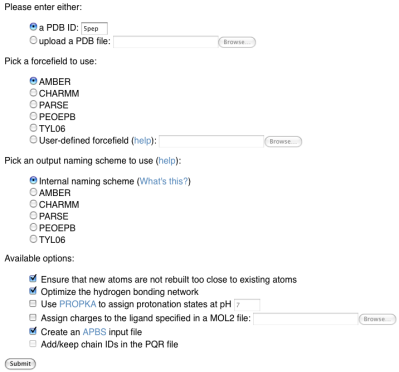 Please enter either:
a PDB ID: 5pep
upload a PDB file: Browse...
Pick a forcefield to use:
AMBER
CHARMM
PARSE
PEOEPB
TYL06
User-defined forcefield (help): Browse...
Pick an output naming scheme to use (help):
Internal naming scheme (What's this?)
AMBER
CHARMM
PARSE
PEOEPB
TYL06
Available options:
Ensure that new atoms are not rebuilt too close to existing atoms
Optimize the hydrogen bonding network
Use PROPKA to assign protonation states at pH 7
Assign charges to the ligand specified in a MOL2 file: Browse...
Create an APBS input file
Add/keep chain IDs in the PQR file
Submit